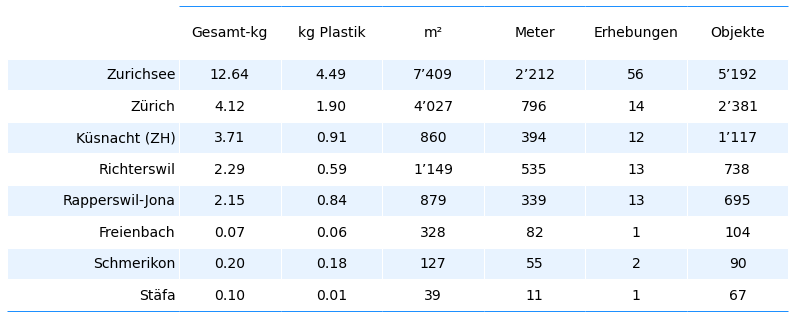 Gesamt-kg kg Plastik m² Meter Erhebungen Objekte
Zurichsee 12.64 4.49 7’409 2’212 56 5’192
Zürich 4.12 1.90 4’027 796 14 2’381
Küsnacht (ZH) 3.71 0.91 860 394 12 1’117
Richterswil 2.29 0.59 1’149 535 13 738
Rapperswil-Jona 2.15 0.84 879 339 13 695
Freienbach 0.07 0.06 328 82 1 104
Schmerikon 0.20 0.18 127 55 2 90
Stäfa 0.10 0.01 39 11 1 67